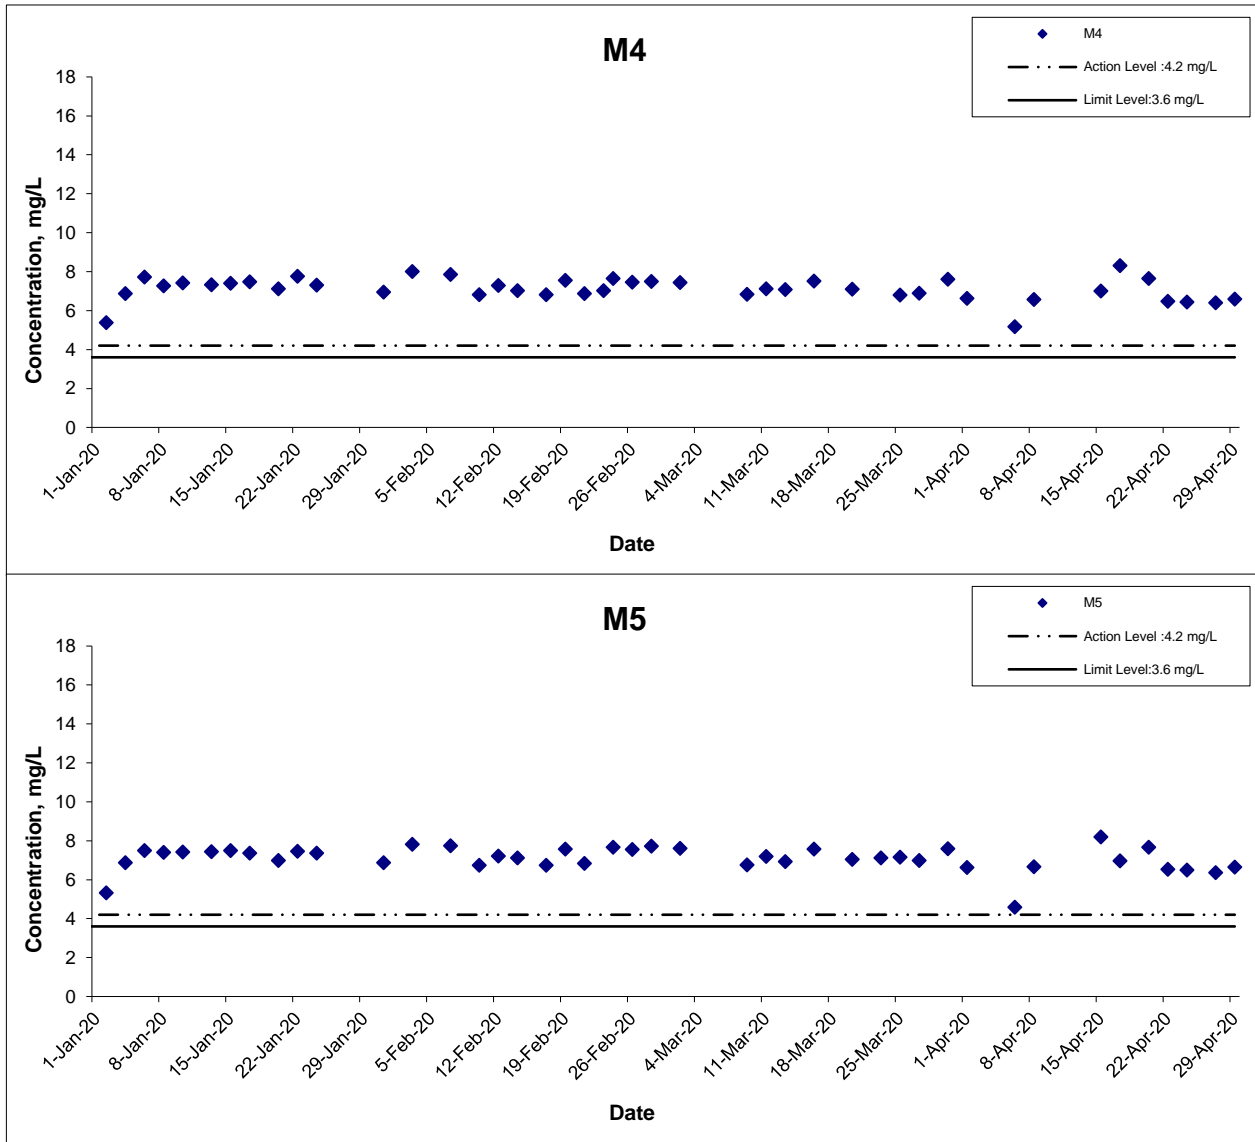 M4
M4
Action Level :4.2 mg/L
Limit Level:3.6 mg/L
Concentration, mg/L
18
16
14
12
10
8
6
4
2
0
1-Jan-20
8-Jan-20
15-Jan-20
22-Jan-20
29-Jan-20
5-Feb-20
12-Feb-20
19-Feb-20
26-Feb-20
4-Mar-20
11-Mar-20
18-Mar-20
25-Mar-20
1-Apr-20
8-Apr-20
15-Apr-20
22-Apr-20
29-Apr-20
Date
M5
M5
Action Level :4.2 mg/L
Limit Level:3.6 mg/L
Concentration, mg/L
18
16
14
12
10
8
6
4
2
0
1-Jan-20
8-Jan-20
15-Jan-20
22-Jan-20
29-Jan-20
5-Feb-20
12-Feb-20
19-Feb-20
26-Feb-20
4-Mar-20
11-Mar-20
18-Mar-20
25-Mar-20
1-Apr-20
8-Apr-20
15-Apr-20
22-Apr-20
29-Apr-20
Date